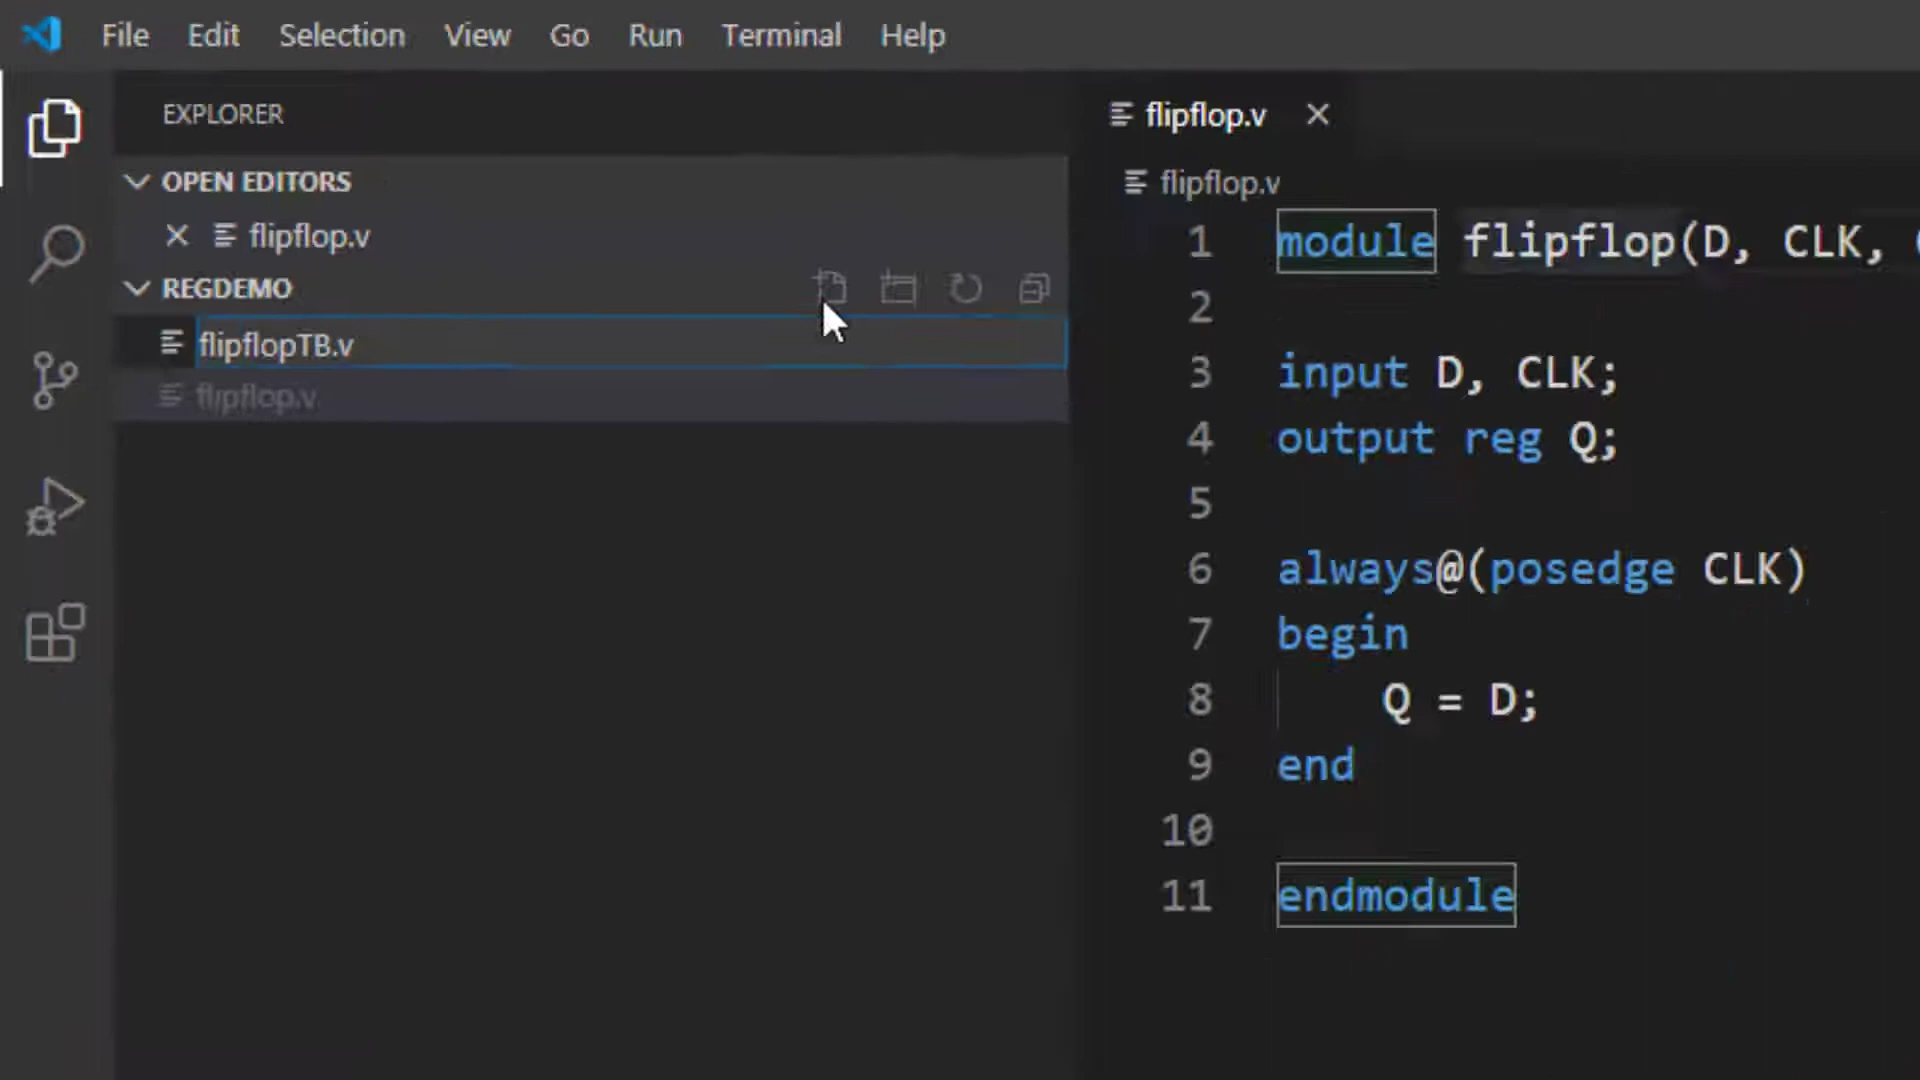 File Edit Selection View Go Run Terminal Help
EXPLORER
OPEN EDITORS
flipflop.v
REGDEMO
flipflopTB.v
flipflop.v
flipflop.v
flipflop.v
1 module flipflop(D, CLK,
2
3 input D, CLK;
4 output reg Q;
5
6 always@(posedge CLK)
7 begin
8 Q = D;
9 end
10
11 endmodule